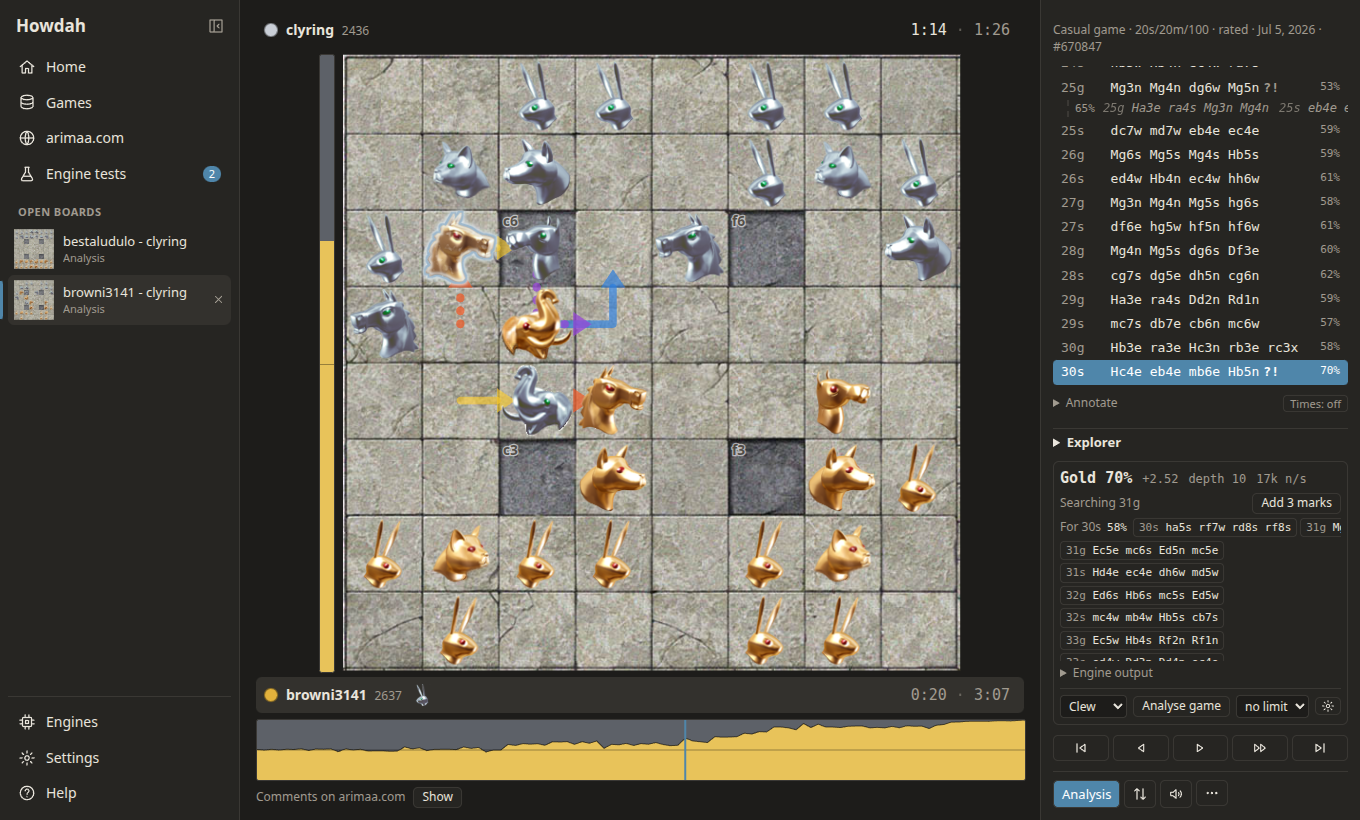 Howdah
Home
Games
arimaa.com
Engine tests 2
OPEN BOARDS
bestaludulo - clyring
Analysis
browni3141 - clyring
Analysis
Engines
Settings
Help
clyring 2436
1:14 · 1:26
c6
f6
c3
f3
browni3141 2637
0:20 · 3:07
Comments on arimaa.com Show
Casual game · 20s/20m/100 · rated · Jul 5, 2026 ·
#670847
25g Mg3n Mg4n dg6w Mg5n ?! 53%
65% 25g Ha3e ra4s Mg3n Mg4n 25s eb4e
25s dc7w md7w eb4e ec4e 59%
26g Mg6s Mg5s Mg4s Hb5s 59%
26s ed4w Hb4n ec4w hh6w 61%
27g Mg3n Mg4n Mg5s hg6s 58%
27s df6e hg5w hf5n hf6w 61%
28g Mg4n Mg5s dg6s Df3e 60%
28s cg7s dg5e dh5n cg6n 62%
29g Ha3e ra4s Dd2n Rd1n 59%
29s mc7s db7e cb6n mc6w 57%
30g Hb3e ra3e Hc3n rb3e rc3x 58%
30s Hc4e eb4e mb6e Hb5n ?! 70%
Annotate Times: off
Explorer
Gold 70% +2.52 depth 10 17k n/s
Searching 31g Add 3 marks
For 30s 58% 30s ha5s rf7w rd8s rf8s 31g
31g Ec5e mc6s Ed5n mc5e
31s Hd4e ec4e dh6w md5w
32g Ed6s Hb6s mc5s Ed5w
32s mc4w mb4w Hb5s cb7s
33g Ec5w Hb4s Rf2n Rf1n
Engine output
Clew Analyse game no limit
Analysis